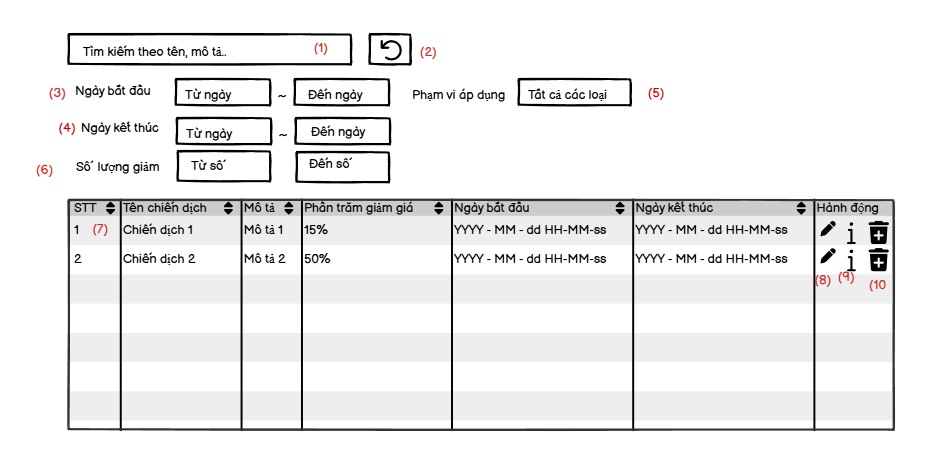 Tìm kiếm theo tên, mô tả.. (1) (2)
(3) Ngày bắt đầu Từ ngày ~ Đến ngày Phạm vi áp dụng Tất cả các loại (5)
(4) Ngày kết thúc Từ ngày ~ Đến ngày
(6) Số lượng giảm Từ số Đến số
STT Tên chiến dịch Mô tả Phần trăm giảm giá Ngày bắt đầu Ngày kết thúc Hành động
1 (7) Chiến dịch 1 Mô tả 1 15% YYYY - MM - dd HH-MM-ss YYYY - MM - dd HH-MM-ss
2 Chiến dịch 2 Mô tả 2 50% YYYY - MM - dd HH-MM-ss YYYY - MM - dd HH-MM-ss
(8) (9) (10)